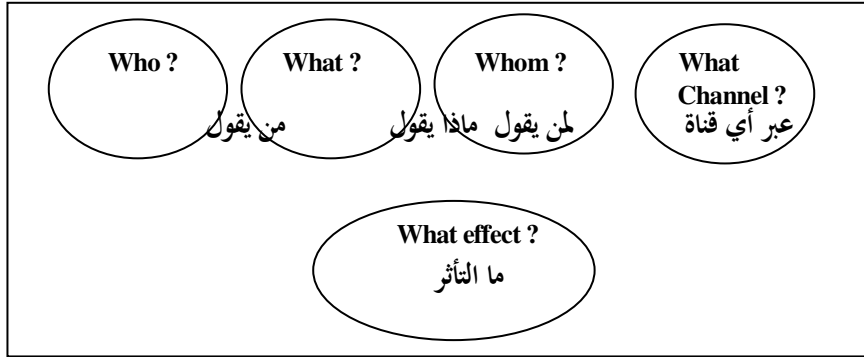 Who ?
What ?
Whom ?
What
Channel ?
من يقول
ماذا يقول
لمن يقول
عبر أي قناة
What effect ?
ما التأثر